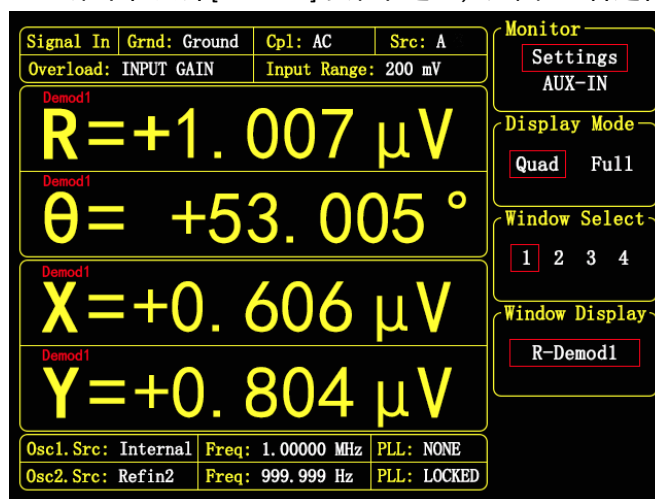 Signal In Grnd: Ground Cpl: AC Src: A
Overload: INPUT GAIN Input Range: 200 mV
Demod1
R=+1.007 μV
Demod1
θ= +53.005 °
Demod1
X=+0.606 μV
Demod1
Y=+0.804 μV
Osc1.Src: Internal Freq: 1.00000 MHz PLL: NONE
Osc2.Src: Refin2 Freq: 999.999 Hz PLL: LOCKED
Monitor
Settings
AUX-IN
Display Mode
Quad Full
Window Select
1 2 3 4
Window Display
R-Demod1